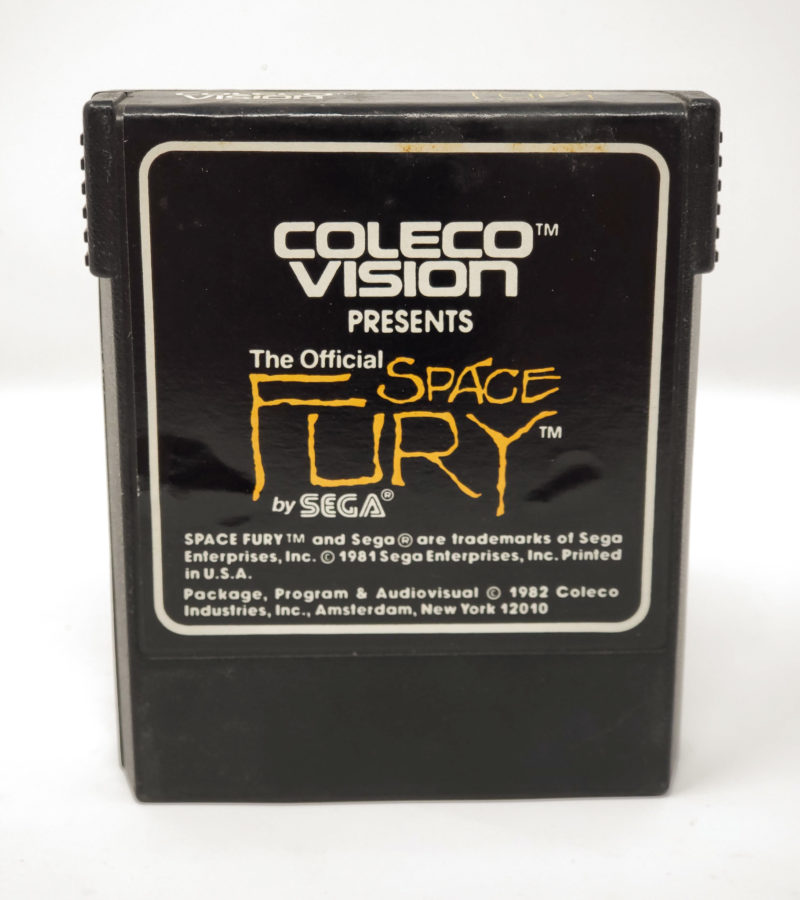 VISION
COLECO™
VISION
PRESENTS
The Official
SPACE
FURY™
by SEGA®
SPACE FURY™ and Sega® are trademarks of Sega
Enterprises, Inc. © 1981 Sega Enterprises, Inc. Printed
in U.S.A.
Package, Program & Audiovisual © 1982 Coleco
Industries, Inc., Amsterdam, New York 12010